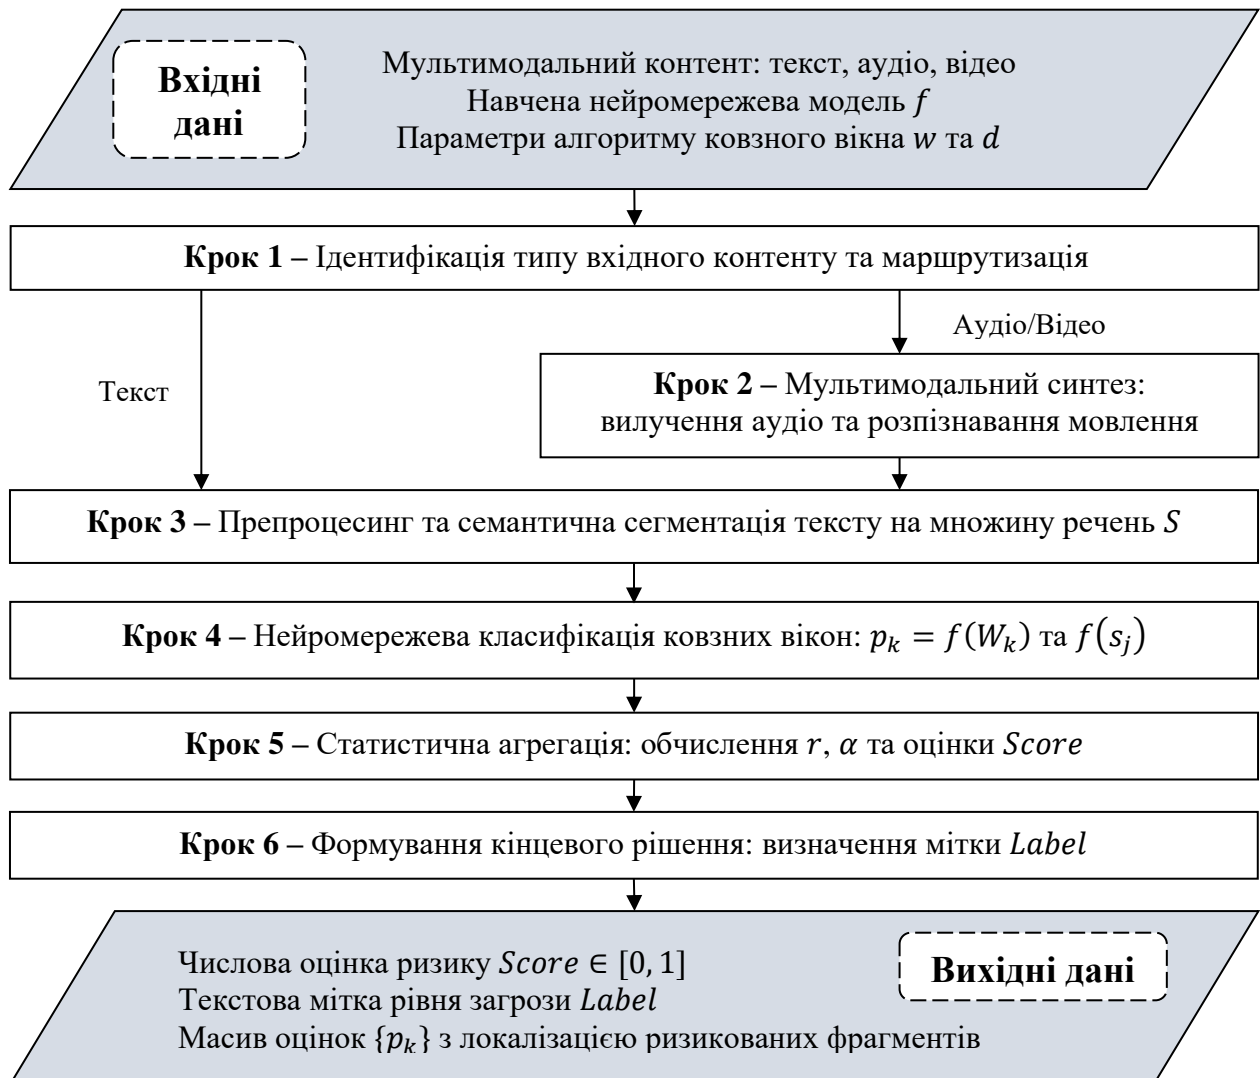 Вхідні
дані
Мультимодальний контент: текст, аудіо, відео
Навчена нейромережева модель f
Параметри алгоритму ковзного вікна w та d
Крок 1 – Ідентифікація типу вхідного контенту та маршрутизація
Аудіо/Відео
Текст
Крок 2 – Мультимодальний синтез:
вилучення аудіо та розпізнавання мовлення
Крок 3 – Препроцесинг та семантична сегментація тексту на множину речень S
Крок 4 – Нейромережева класифікація ковзних вікон: pₖ = f(Wₖ) та f(sⱼ)
Крок 5 – Статистична агрегація: обчислення r, α та оцінки Score
Крок 6 – Формування кінцевого рішення: визначення мітки Label
Числова оцінка ризику Score ∈ [0, 1]
Текстова мітка рівня загрози Label
Масив оцінок {pₖ} з локалізацією ризикованих фрагментів
Вихідні дані